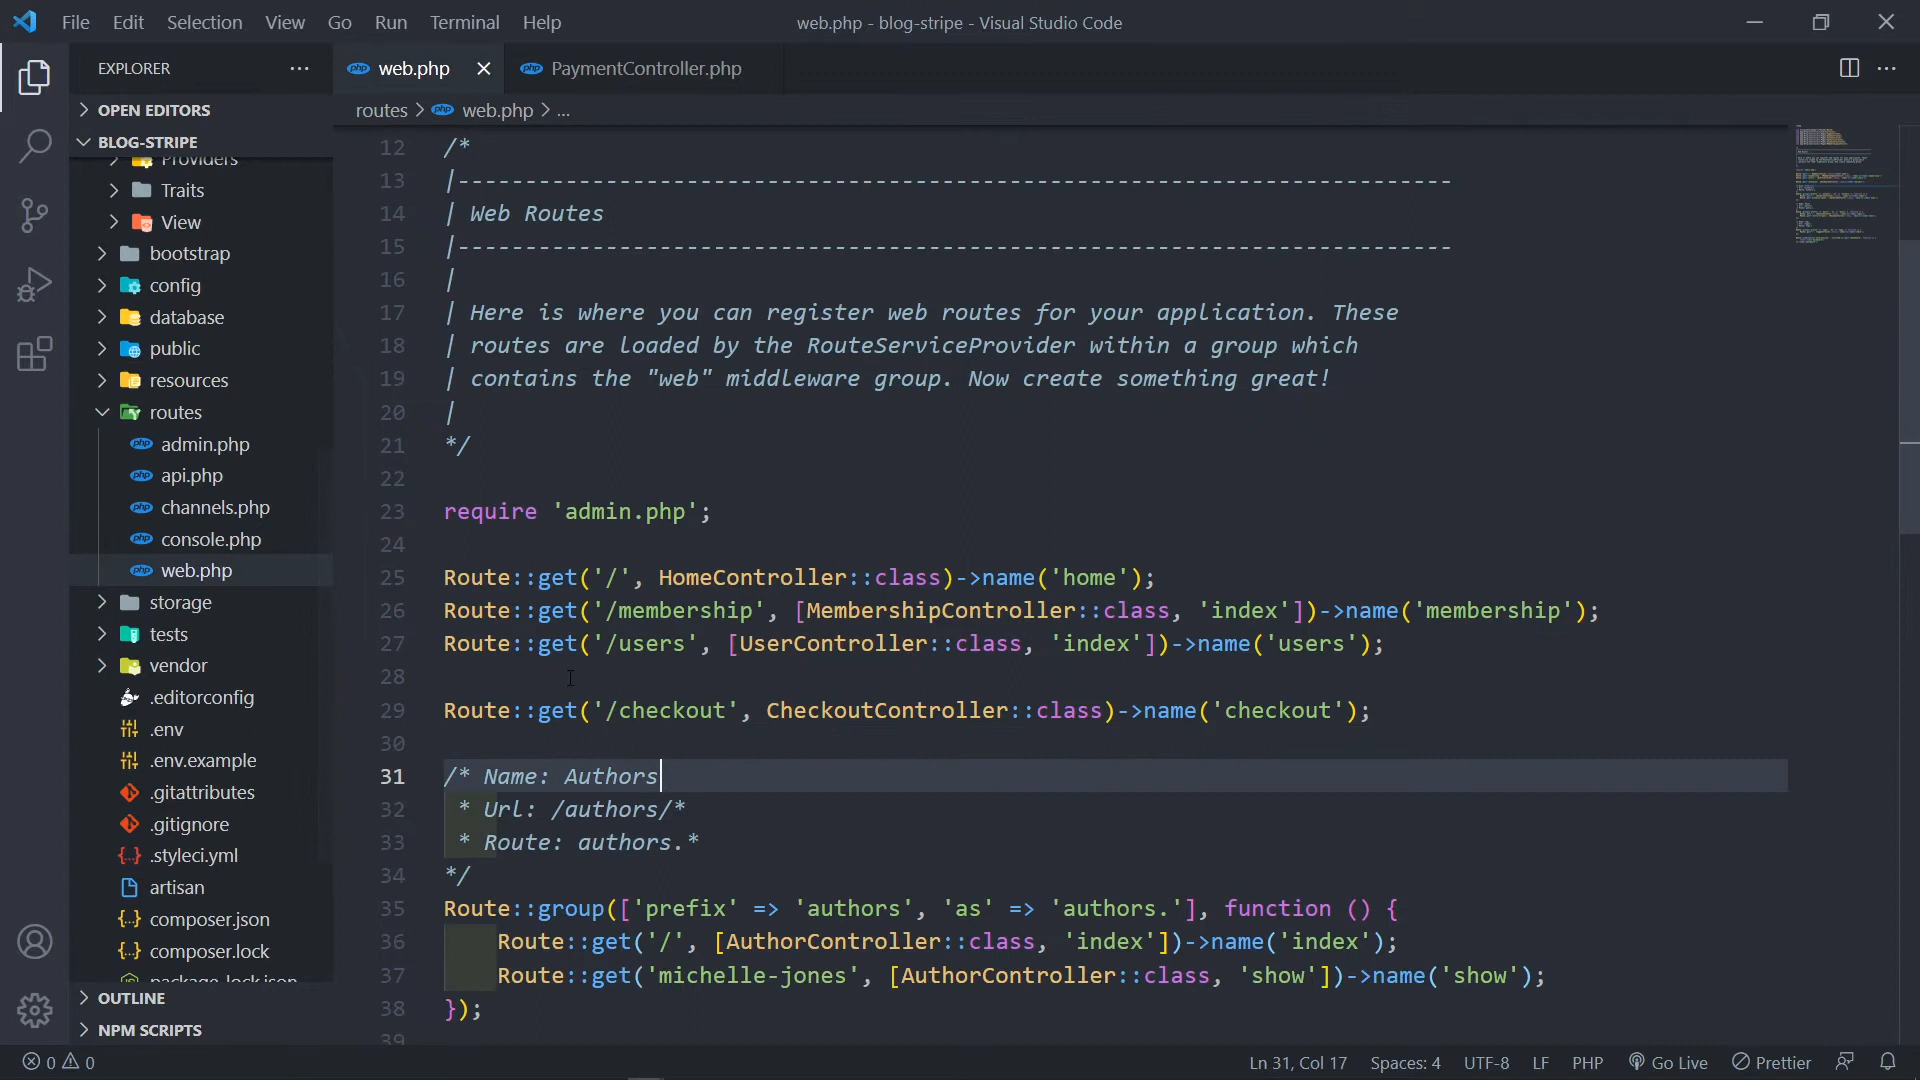 File Edit Selection View Go Run Terminal Help
web.php - blog-stripe - Visual Studio Code
EXPLORER
web.php
PaymentController.php
OPEN EDITORS
routes > web.php > ...
BLOG-STRIPE
Providers
Traits
View
bootstrap
config
database
public
resources
routes
admin.php
api.php
channels.php
console.php
web.php
storage
tests
vendor
.editorconfig
.env
.env.example
.gitattributes
.gitignore
.styleci.yml
artisan
composer.json
composer.lock
package-lock.json
OUTLINE
NPM SCRIPTS
12 /*
13 |--------------------------------------------------------------------------
14 | Web Routes
15 |--------------------------------------------------------------------------
16 |
17 | Here is where you can register web routes for your application. These
18 | routes are loaded by the RouteServiceProvider within a group which
19 | contains the "web" middleware group. Now create something great!
20 |
21 */
22
23 require 'admin.php';
24
25 Route::get('/', HomeController::class)->name('home');
26 Route::get('/membership', [MembershipController::class, 'index'])->name('membership');
27 Route::get('/users', [UserController::class, 'index'])->name('users');
28
29 Route::get('/checkout', CheckoutController::class)->name('checkout');
30
31 /* Name: Authors
32 * Url: /authors/*
33 * Route: authors.*
34 */
35 Route::group(['prefix' => 'authors', 'as' => 'authors.'], function () {
36 Route::get('/', [AuthorController::class, 'index'])->name('index');
37 Route::get('michelle-jones', [AuthorController::class, 'show'])->name('show');
38 });
39
0 0
Ln 31, Col 17 Spaces: 4 UTF-8 LF PHP Go Live Prettier